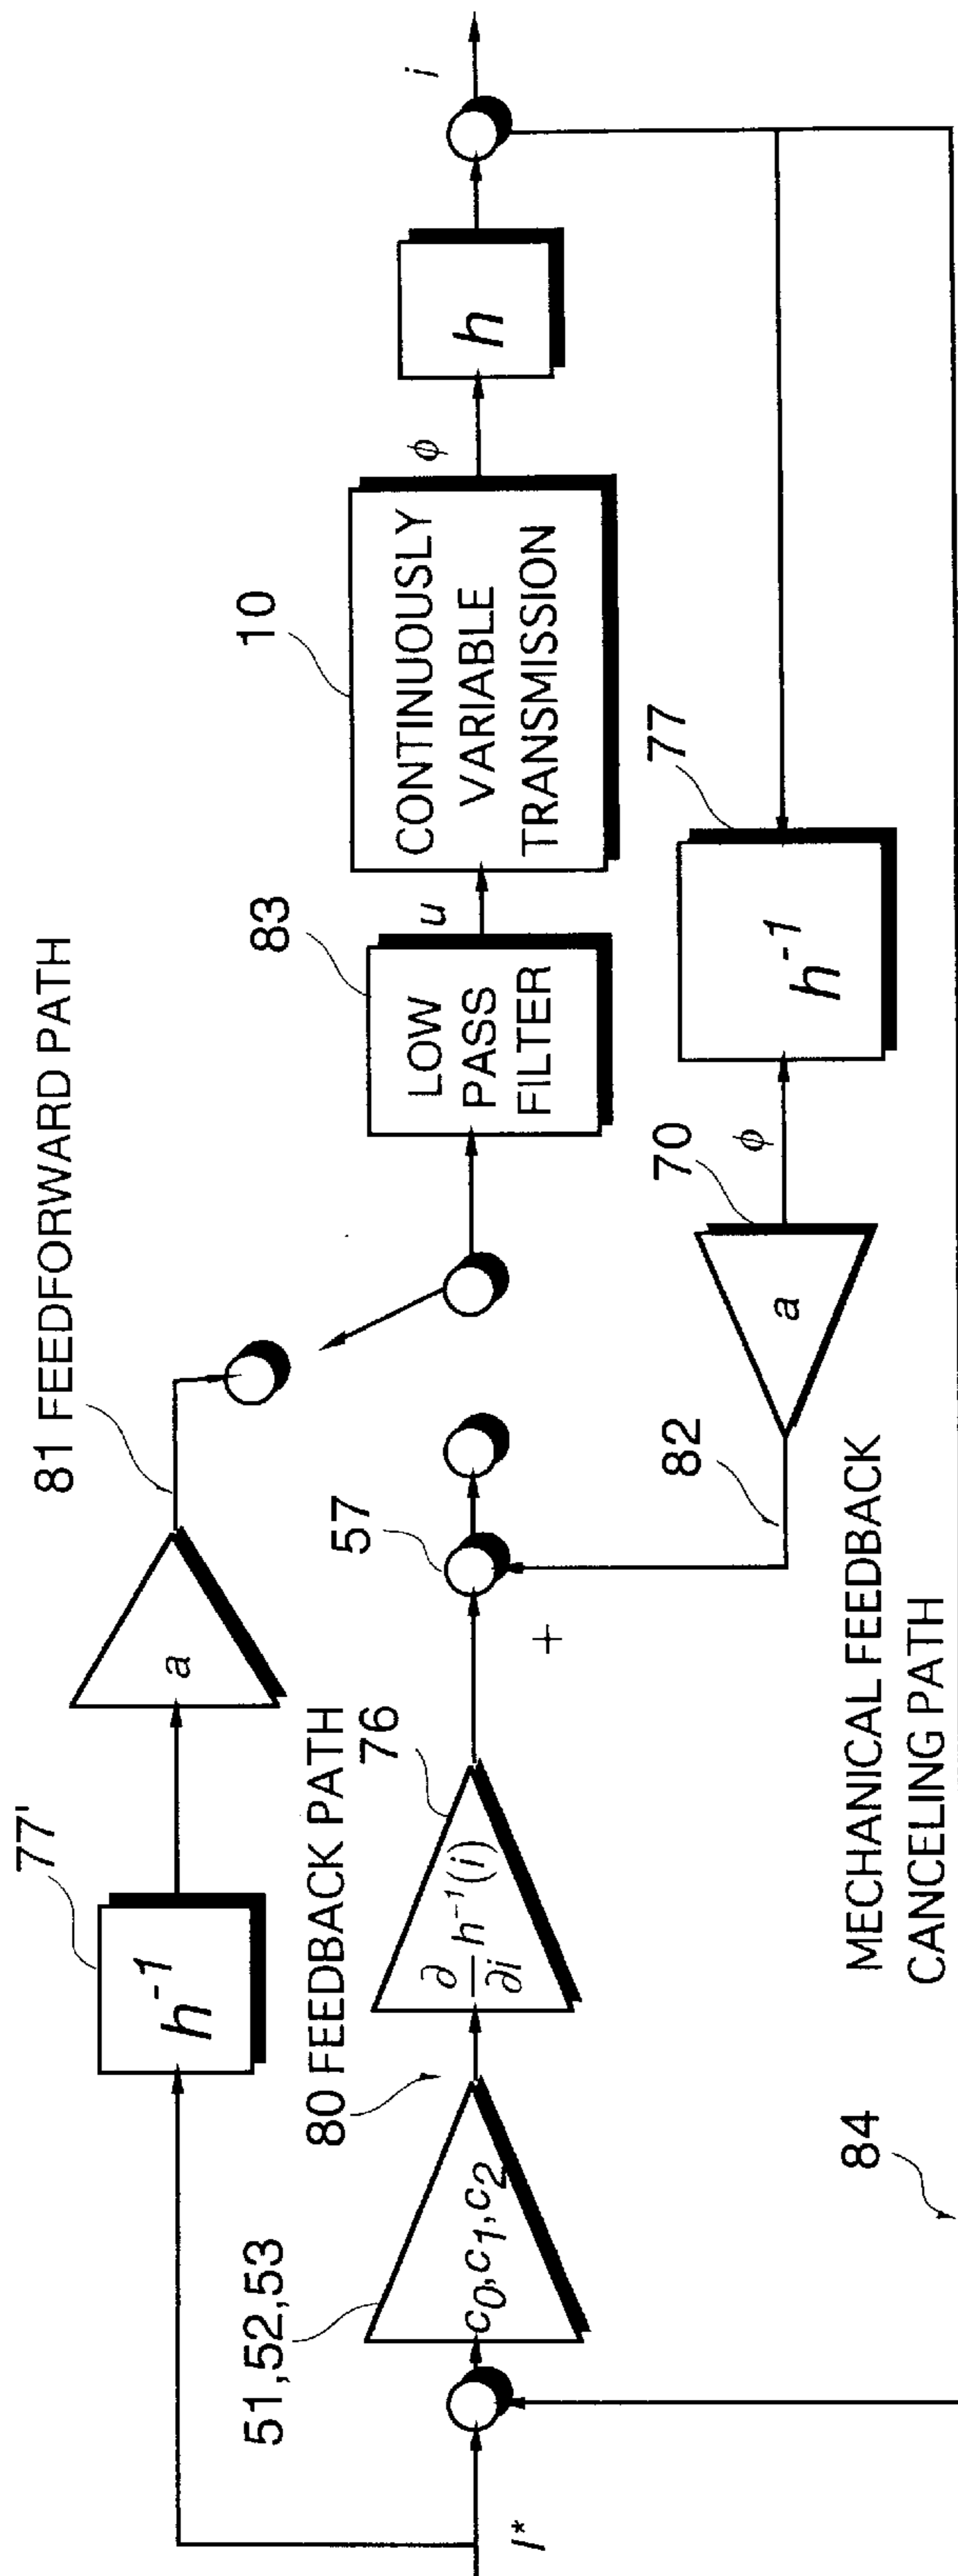 81 FEEDFORWARD PATH
77'
h⁻¹
a
83
10
LOW
PASS
FILTER
u
CONTINUOUSLY
VARIABLE
TRANSMISSION
ϕ
h
i
51,52,53
80 FEEDBACK PATH
76
57
I*
c₀,c₁,c₂
∂
∂i
h⁻¹(i)
+
82
70
a
ϕ
77
h⁻¹
MECHANICAL FEEDBACK
CANCELING PATH
84